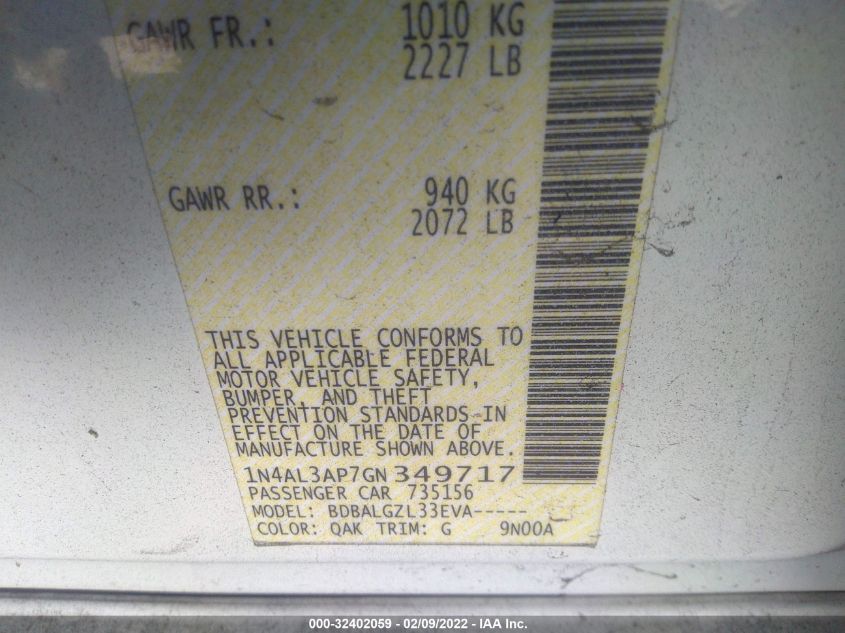 GAWR FR.: 1010 KG
2227 LB
GAWR RR.: 940 KG
2072 LB
THIS VEHICLE CONFORMS TO
ALL APPLICABLE FEDERAL
MOTOR VEHICLE SAFETY,
BUMPER, AND THEFT
PREVENTION STANDARDS IN
EFFECT ON THE DATE OF
MANUFACTURE SHOWN ABOVE.
1N4AL3AP7GN349717
PASSENGER CAR 735156
MODEL: BDBALGZL33EVA-----
COLOR: QAK TRIM: G 9N00A
000-32402059 - 02/09/2022 - IAA Inc.